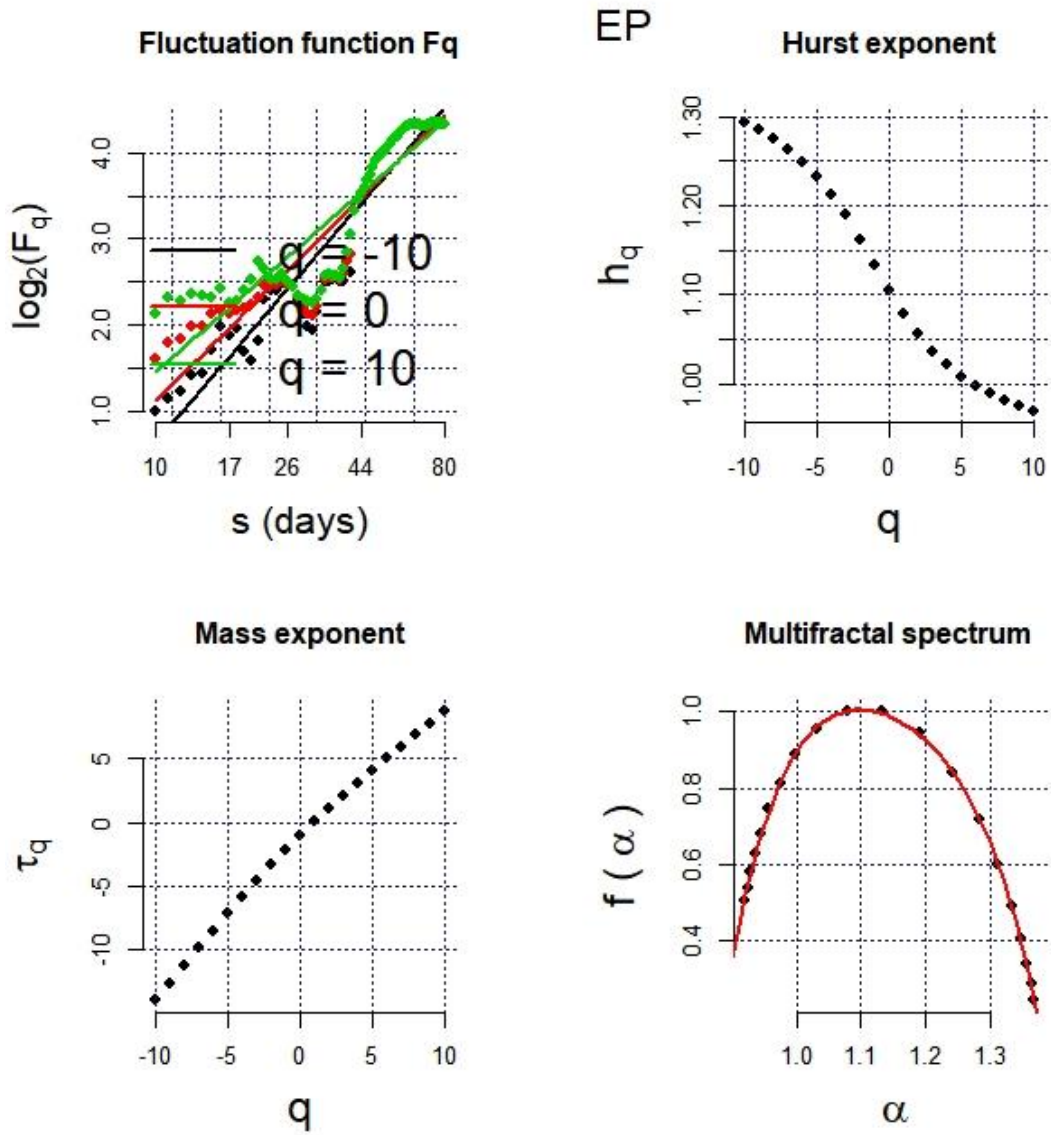 EP
Fluctuation function Fq
log2(Fq)
4.0
3.0
2.0
1.0
q = -10
q = 0
q = 10
10 17 26 44 80
s (days)
Hurst exponent
hq
1.30
1.20
1.10
1.00
-10 -5 0 5 10
q
Mass exponent
τq
5
0
-5
-10
-10 -5 0 5 10
q
Multifractal spectrum
f ( α )
1.0
0.8
0.6
0.4
1.0 1.1 1.2 1.3
α